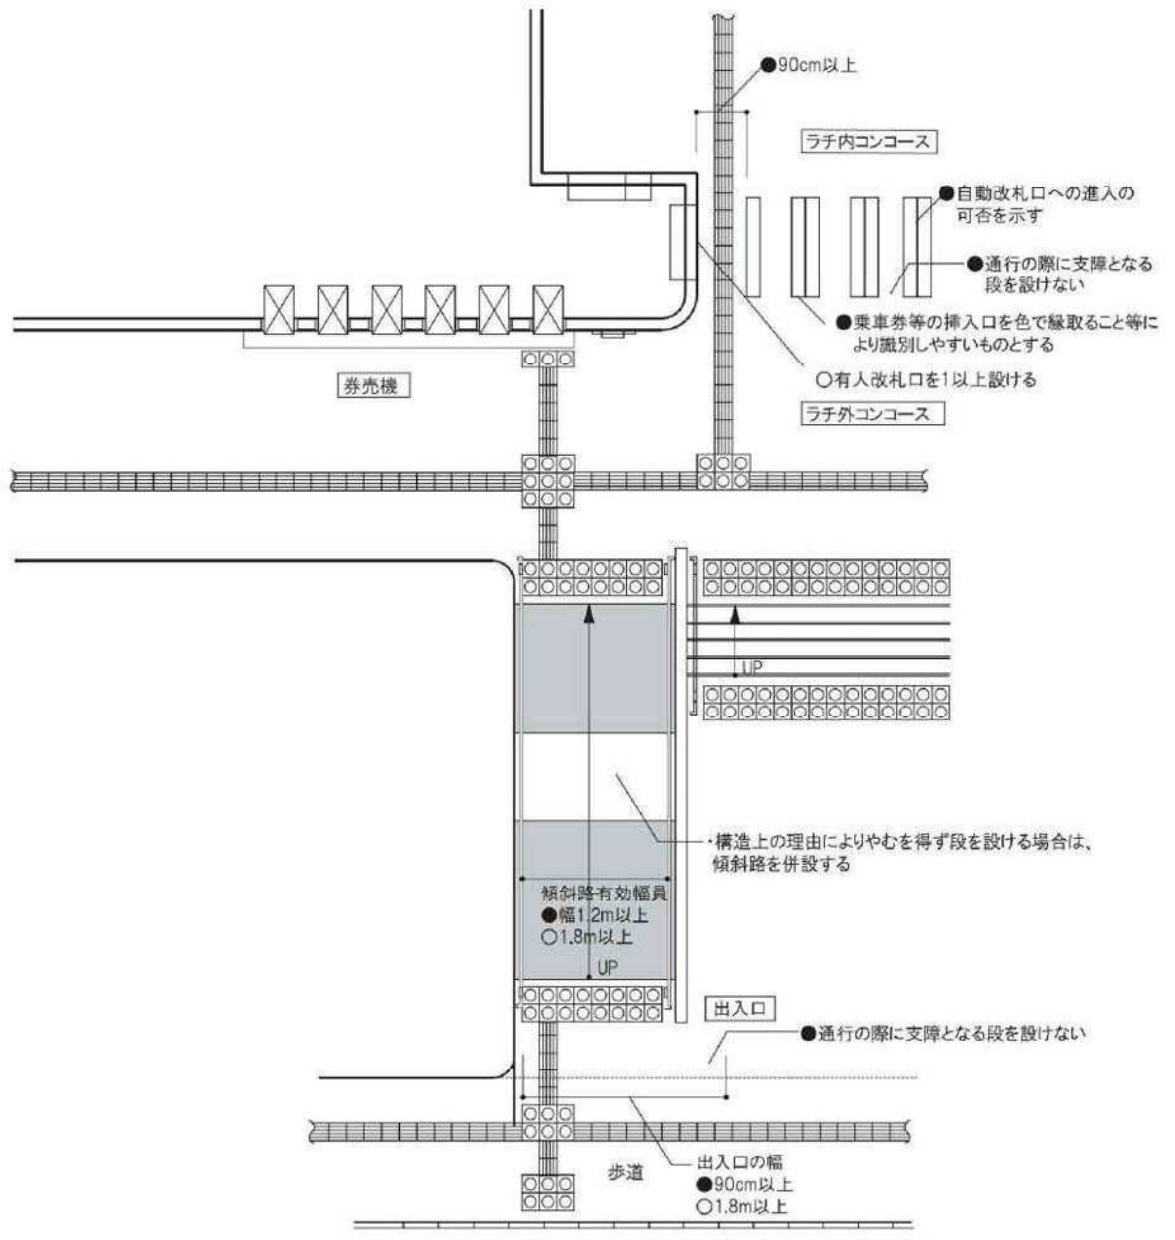 ●90cm以上
ラチ内コンコース
●自動改札口への進入の
可否を示す
●通行の際に支障となる
段を設けない
●乗車券等の挿入口を色で縁取ること等に
より識別しやすいものとする
○有人改札口を1以上設ける
券売機
ラチ外コンコース
UP
・構造上の理由によりやむを得ず段を設ける場合は、
傾斜路を併設する
傾斜路有効幅員
●幅1.2m以上
○1.8m以上
UP
出入口
●通行の際に支障となる段を設けない
歩道
出入口の幅
●90cm以上
○1.8m以上